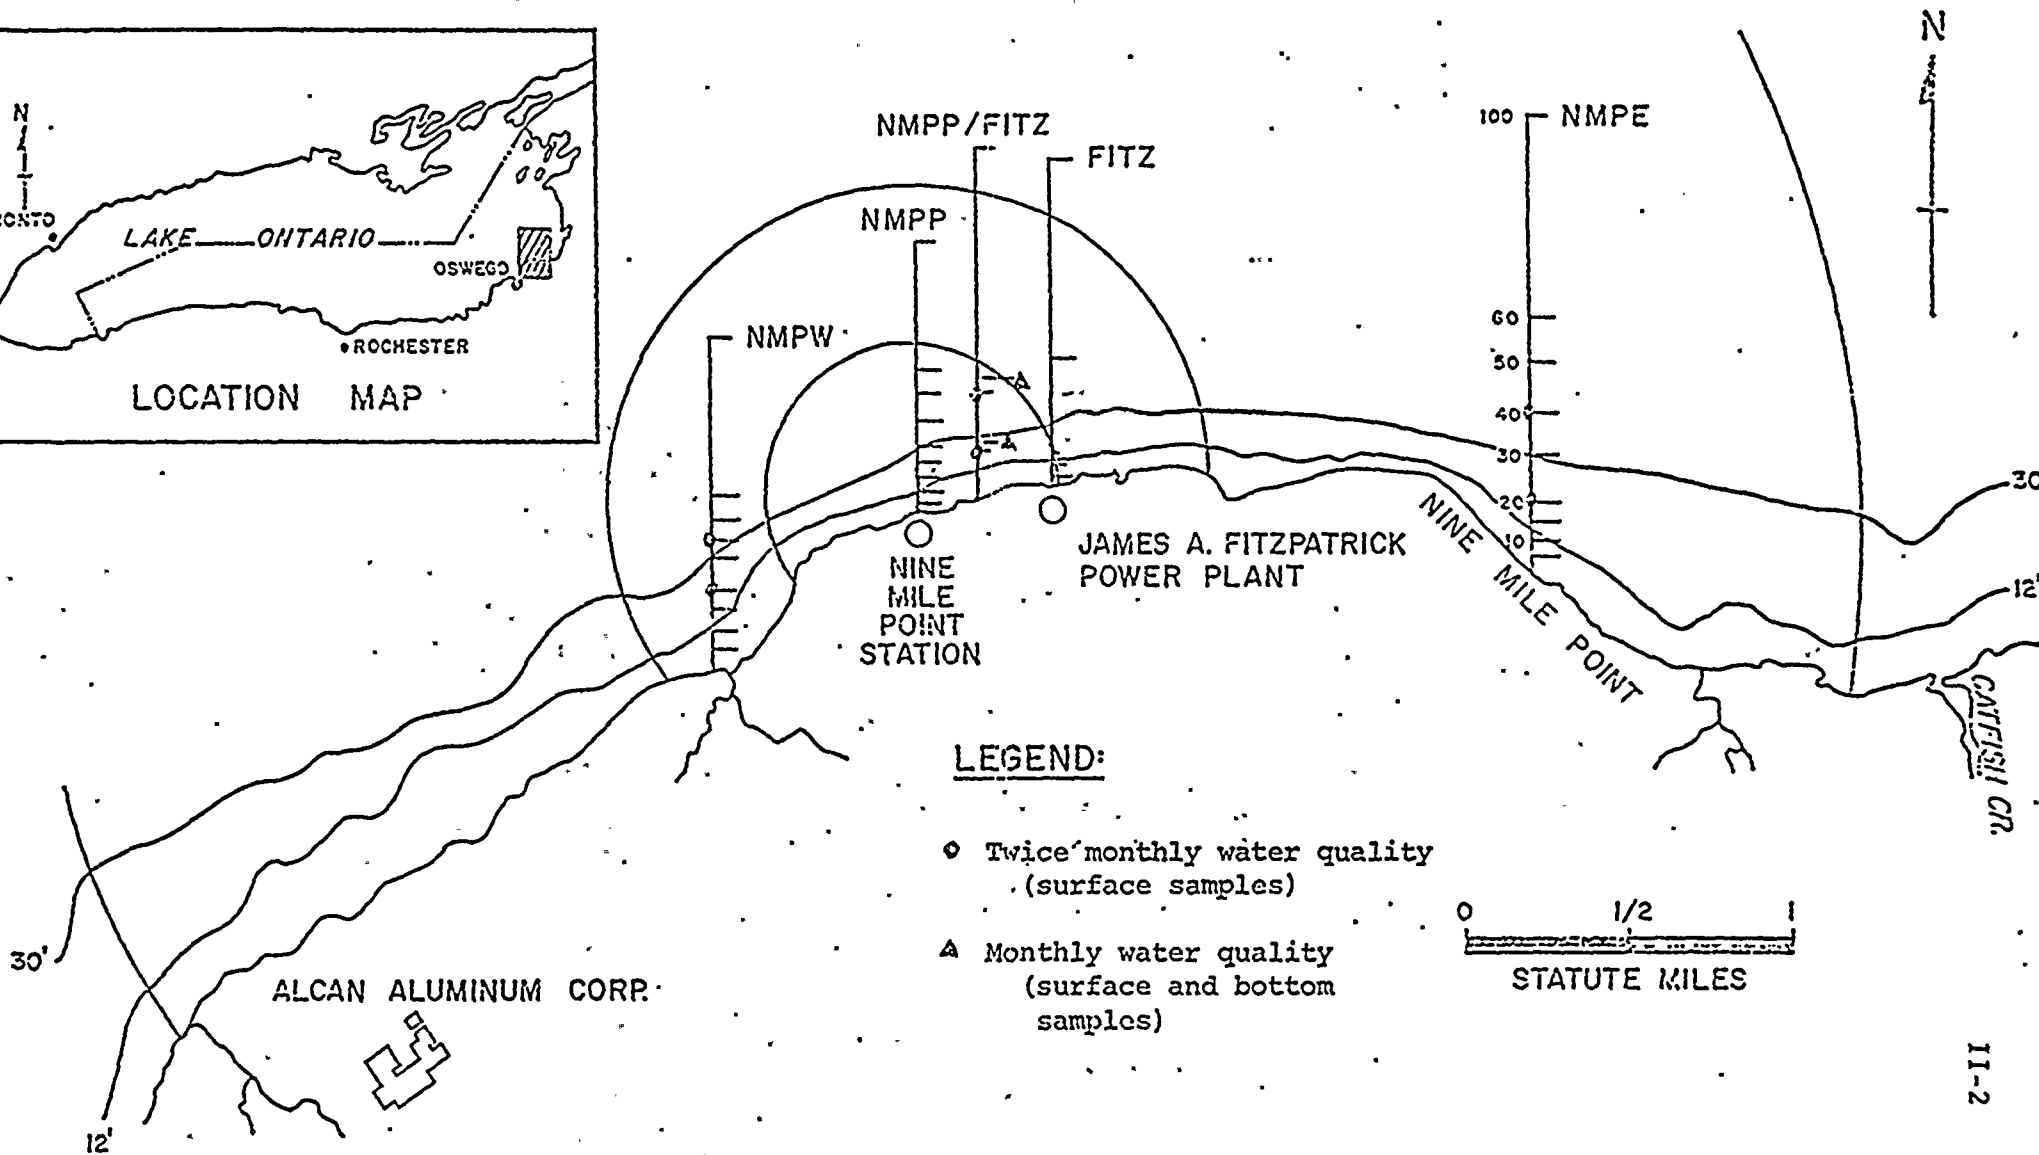 N
LAKE ONTARIO
OSWEGO
ROCHESTER
LOCATION MAP
NMPW
NMPP
NMPP/FITZ
FITZ
100 NMPE
60
50
40
30
20
10
N
30
12'
NINE
MILE
POINT
STATION
JAMES A. FITZPATRICK
POWER PLANT
NINE MILE POINT
CATFISH CR.
LEGEND:
Twice monthly water quality
(surface samples)
Monthly water quality
(surface and bottom
samples)
0 1/2 1
STATUTE MILES
30'
12'
ALCAN ALUMINUM CORP.
II-2